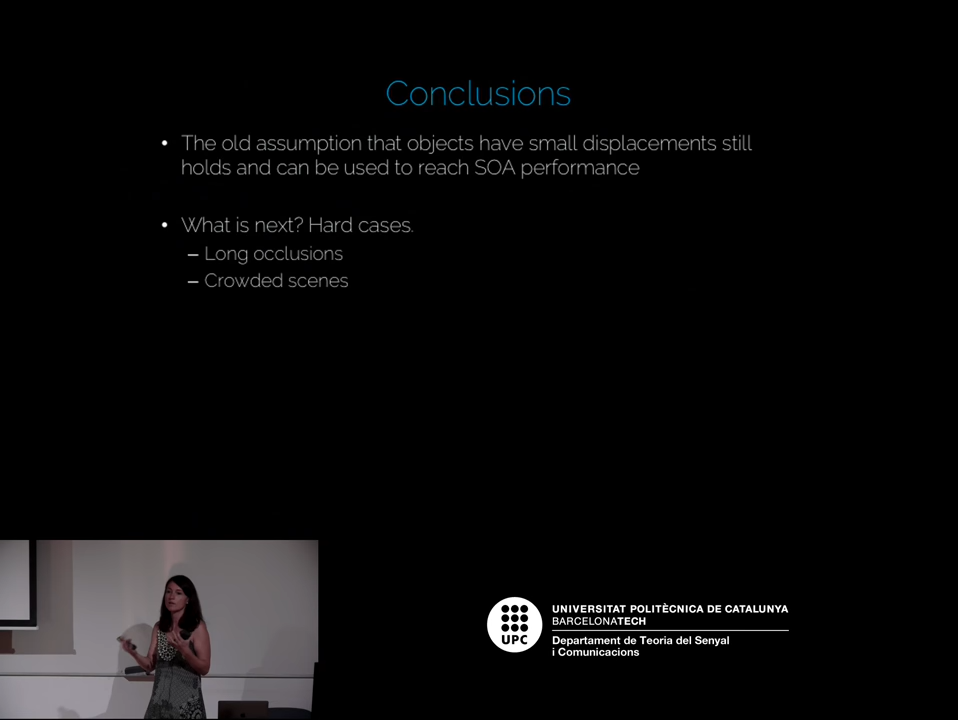 Conclusions
• The old assumption that objects have small displacements still
holds and can be used to reach SOA performance
• What is next? Hard cases.
– Long occlusions
– Crowded scenes
UPC
UNIVERSITAT POLITÈCNICA DE CATALUNYA
BARCELONATECH
Departament de Teoria del Senyal
i Comunicacions